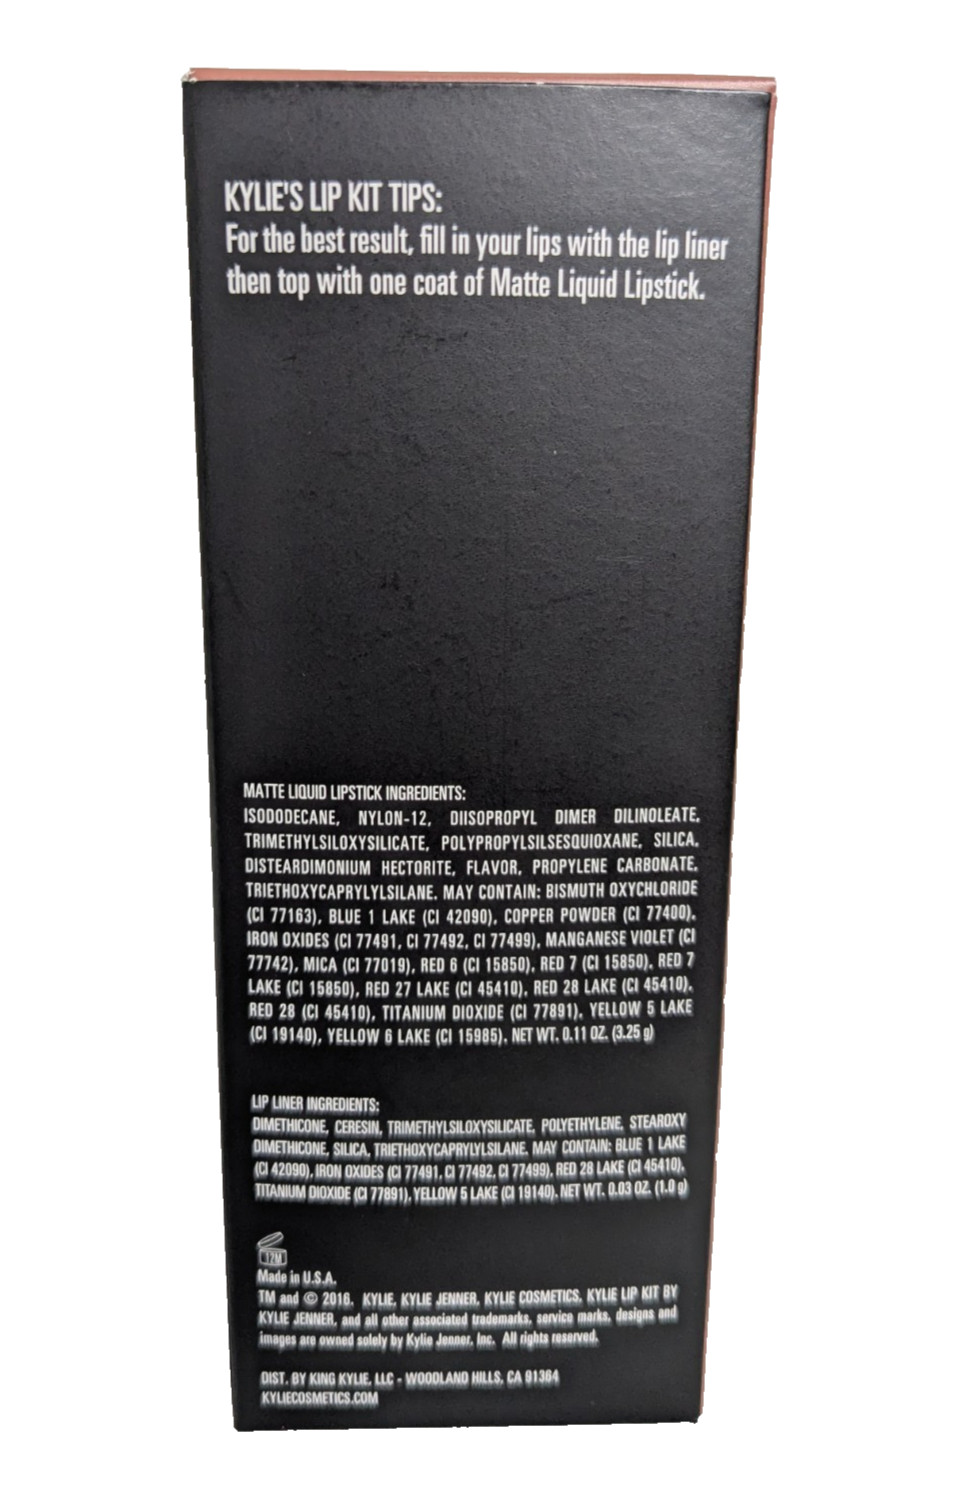 KYLIE'S LIP KIT TIPS:
For the best result, fill in your lips with the lip liner
then top with one coat of Matte Liquid Lipstick.
MATTE LIQUID LIPSTICK INGREDIENTS:
ISODODECANE, NYLON-12, DIISOPROPYL DIMER DILINOLEATE,
TRIMETHYLSILOXYSILICATE, POLYPROPYLSILSESQUIOXANE, SILICA,
DISTEARDIMONIUM HECTORITE, FLAVOR, PROPYLENE CARBONATE,
TRIETHOXYCAPRYLYLSILANE. MAY CONTAIN: BISMUTH OXYCHLORIDE
(CI 77163), BLUE 1 LAKE (CI 42090), COPPER POWDER (CI 77400),
IRON OXIDES (CI 77491, CI 77492, CI 77499), MANGANESE VIOLET (CI
77742), MICA (CI 77019), RED 6 (CI 15850), RED 7 (CI 15850), RED 7
LAKE (CI 15850), RED 27 LAKE (CI 45410), RED 28 LAKE (CI 45410),
RED 28 (CI 45410), TITANIUM DIOXIDE (CI 77891), YELLOW 5 LAKE
(CI 19140), YELLOW 6 LAKE (CI 15985). NET WT. 0.11 OZ. (3.25 g)
LIP LINER INGREDIENTS:
DIMETHICONE, CERESIN, TRIMETHYLSILOXYSILICATE, POLYETHYLENE, STEAROXY
DIMETHICONE, SILICA, TRIETHOXYCAPRYLYLSILANE. MAY CONTAIN: BLUE 1 LAKE
(CI 42090), IRON OXIDES (CI 77491, CI 77492, CI 77499), RED 28 LAKE (CI 45410),
TITANIUM DIOXIDE (CI 77891), YELLOW 5 LAKE (CI 19140). NET WT. 0.03 OZ. (1.0 g)
12M
Made in U.S.A.
TM and © 2016. KYLIE, KYLIE JENNER, KYLIE COSMETICS, KYLIE LIP KIT BY
KYLIE JENNER, and all other associated trademarks, service marks, designs and
images are owned solely by Kylie Jenner, Inc. All rights reserved.
DIST. BY KING KYLIE, LLC - WOODLAND HILLS, CA 91364
KYLIECOSMETICS.COM